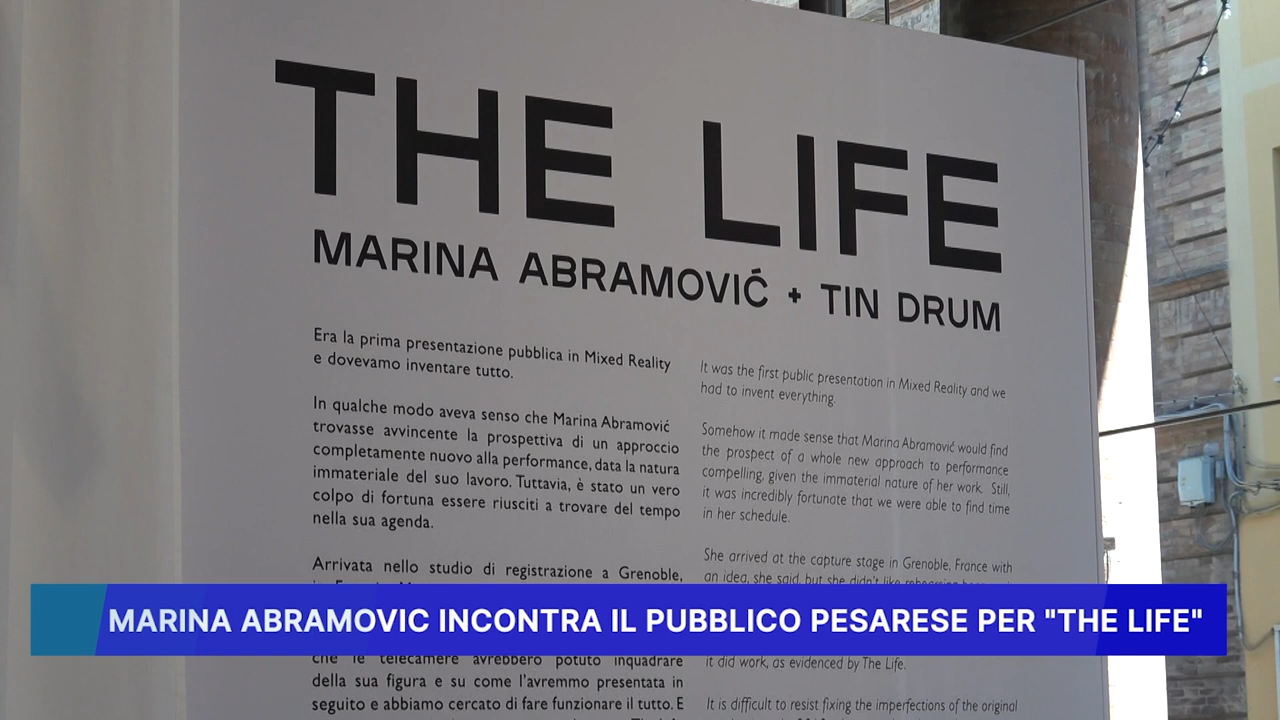 THE LIFE
MARINA ABRAMOVIĆ + TIN DRUM
Era la prima presentazione pubblica in Mixed Reality
e dovevamo inventare tutto.
In qualche modo aveva senso che Marina Abramović
trovasse avvincente la prospettiva di un approccio
completamente nuovo alla performance, data la natura
immateriale del suo lavoro. Tuttavia, è stato un vero
colpo di fortuna essere riusciti a trovare del tempo
nella sua agenda.
Arrivata nello studio di registrazione a Grenoble,
che le telecamere avrebbero potuto inquadrare
della sua figura e su come l'avremmo presentata in
seguito e abbiamo cercato di fare funzionare il tutto. E
It was the first public presentation in Mixed Reality and we
had to invent everything.
Somehow it made sense that Marina Abramović would find
the prospect of a whole new approach to performance
compelling, given the immaterial nature of her work. Still,
it was incredibly fortunate that we were able to find time
in her schedule.
She arrived at the capture stage in Grenoble, France with
an idea, she said, but she didn't like
it did work, as evidenced by The Life.
It is difficult to resist fixing the imperfections of the original
MARINA ABRAMOVIC INCONTRA IL PUBBLICO PESARESE PER "THE LIFE"